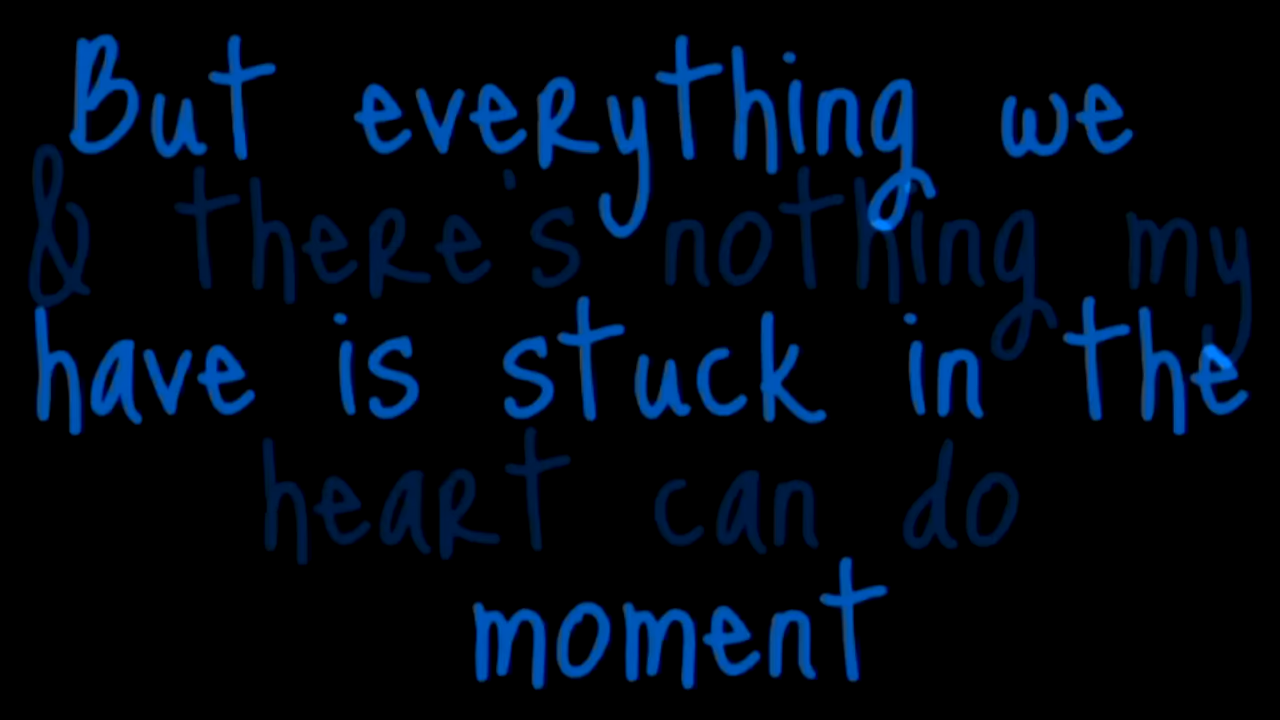 But everything we
& there's nothing my
have is stuck in the
heart can do
moment